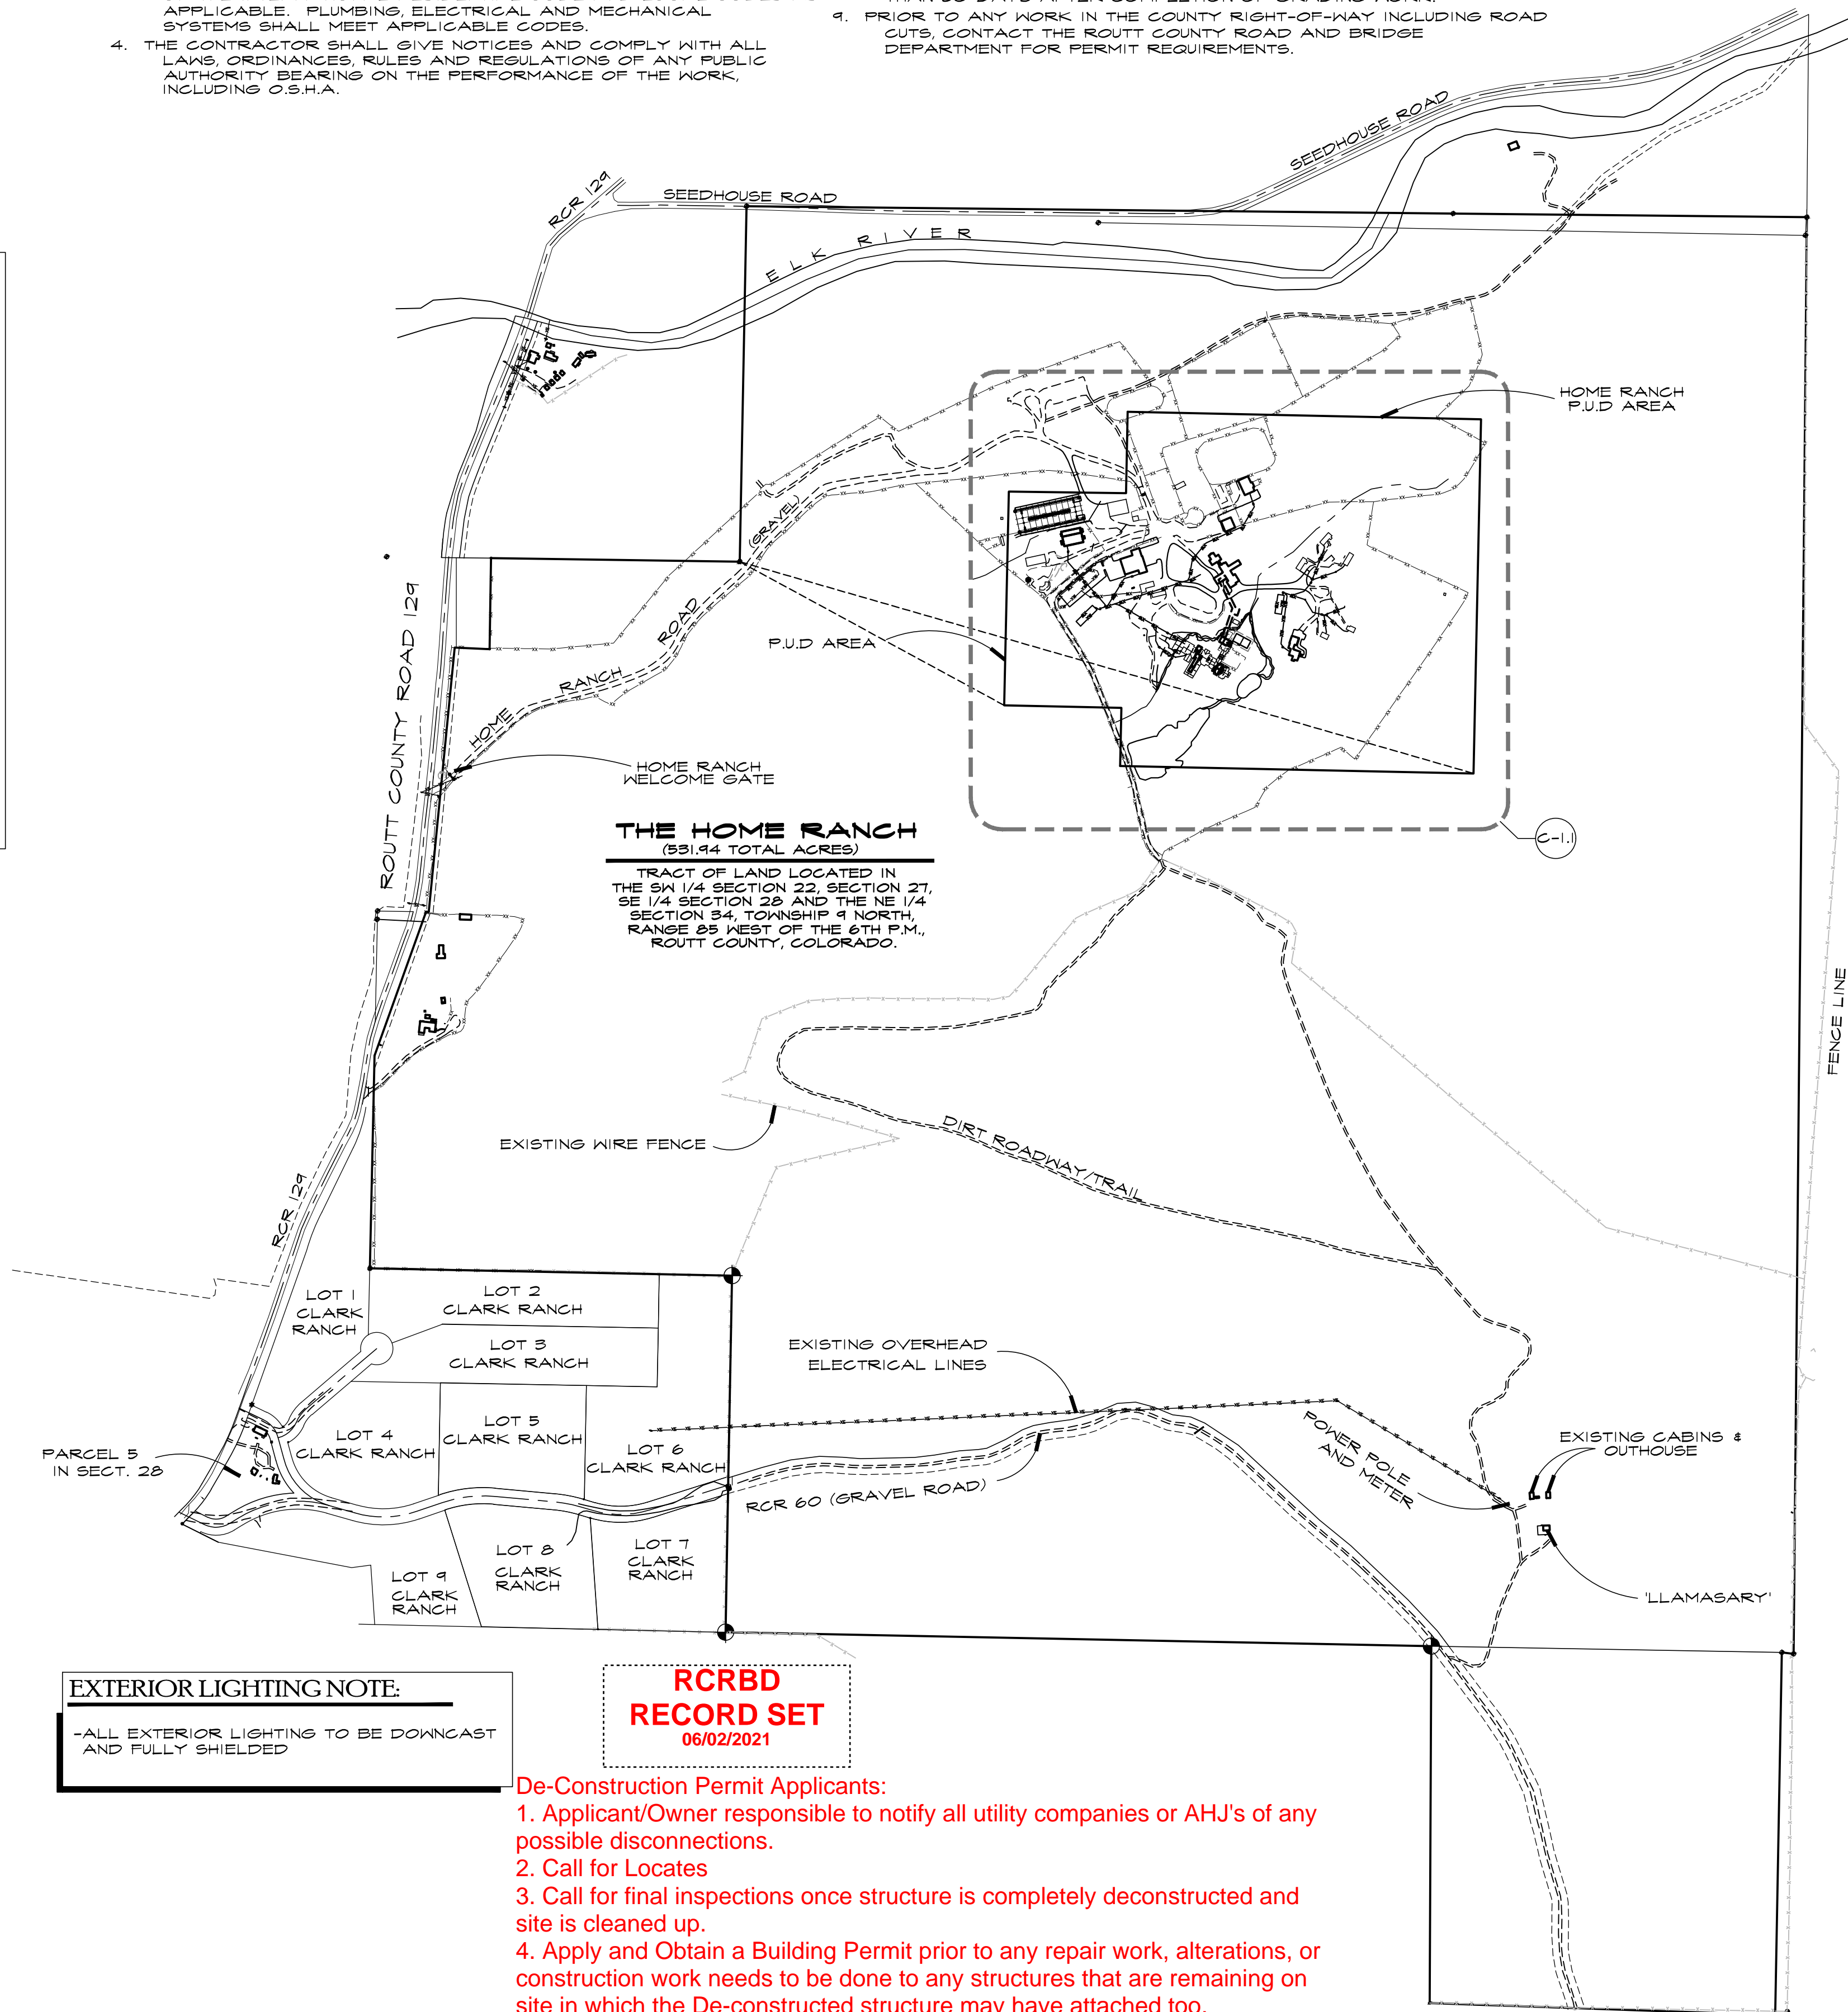 APPLICABLE. PLUMBING, ELECTRICAL AND MECHANICAL
SYSTEMS SHALL MEET APPLICABLE CODES.
4. THE CONTRACTOR SHALL GIVE NOTICES AND COMPLY WITH ALL
LAWS, ORDINANCES, RULES AND REGULATIONS OF ANY PUBLIC
AUTHORITY BEARING ON THE PERFORMANCE OF THE WORK,
INCLUDING O.S.H.A.
9. PRIOR TO ANY WORK IN THE COUNTY RIGHT-OF-WAY INCLUDING ROAD
CUTS, CONTACT THE ROUTT COUNTY ROAD AND BRIDGE
DEPARTMENT FOR PERMIT REQUIREMENTS.
SEEDHOUSE ROAD
RCR 129
SEEDHOUSE ROAD
ELK RIVER
HOME RANCH
P.U.D AREA
(GRAVEL)
ROAD
RANCH
HOME
P.U.D AREA
ROUTT COUNTY ROAD 129
HOME RANCH
WELCOME GATE
C-1.1
THE HOME RANCH
(531.94 TOTAL ACRES)
TRACT OF LAND LOCATED IN
THE SW 1/4 SECTION 22, SECTION 27,
SE 1/4 SECTION 28 AND THE NE 1/4
SECTION 34, TOWNSHIP 9 NORTH,
RANGE 85 WEST OF THE 6TH P.M.,
ROUTT COUNTY, COLORADO.
FENCE LINE
EXISTING WIRE FENCE
DIRT ROADWAY/TRAIL
RCR 129
LOT 1
CLARK
RANCH
LOT 2
CLARK RANCH
LOT 3
CLARK RANCH
EXISTING OVERHEAD
ELECTRICAL LINES
LOT 4
CLARK RANCH
LOT 5
CLARK RANCH
LOT 6
CLARK RANCH
PARCEL 5
IN SECT. 28
RCR 60 (GRAVEL ROAD)
POWER POLE
AND METER
EXISTING CABINS &
OUTHOUSE
LOT 7
CLARK
RANCH
LOT 8
CLARK
RANCH
LOT 9
CLARK
RANCH
'LLAMASARY'
EXTERIOR LIGHTING NOTE:
-ALL EXTERIOR LIGHTING TO BE DOWNCAST
AND FULLY SHIELDED
RCRBD
RECORD SET
06/02/2021
De-Construction Permit Applicants:
1. Applicant/Owner responsible to notify all utility companies or AHJ's of any
possible disconnections.
2. Call for Locates
3. Call for final inspections once structure is completely deconstructed and
site is cleaned up.
4. Apply and Obtain a Building Permit prior to any repair work, alterations, or
construction work needs to be done to any structures that are remaining on
site in which the De-constructed structure may have attached too.